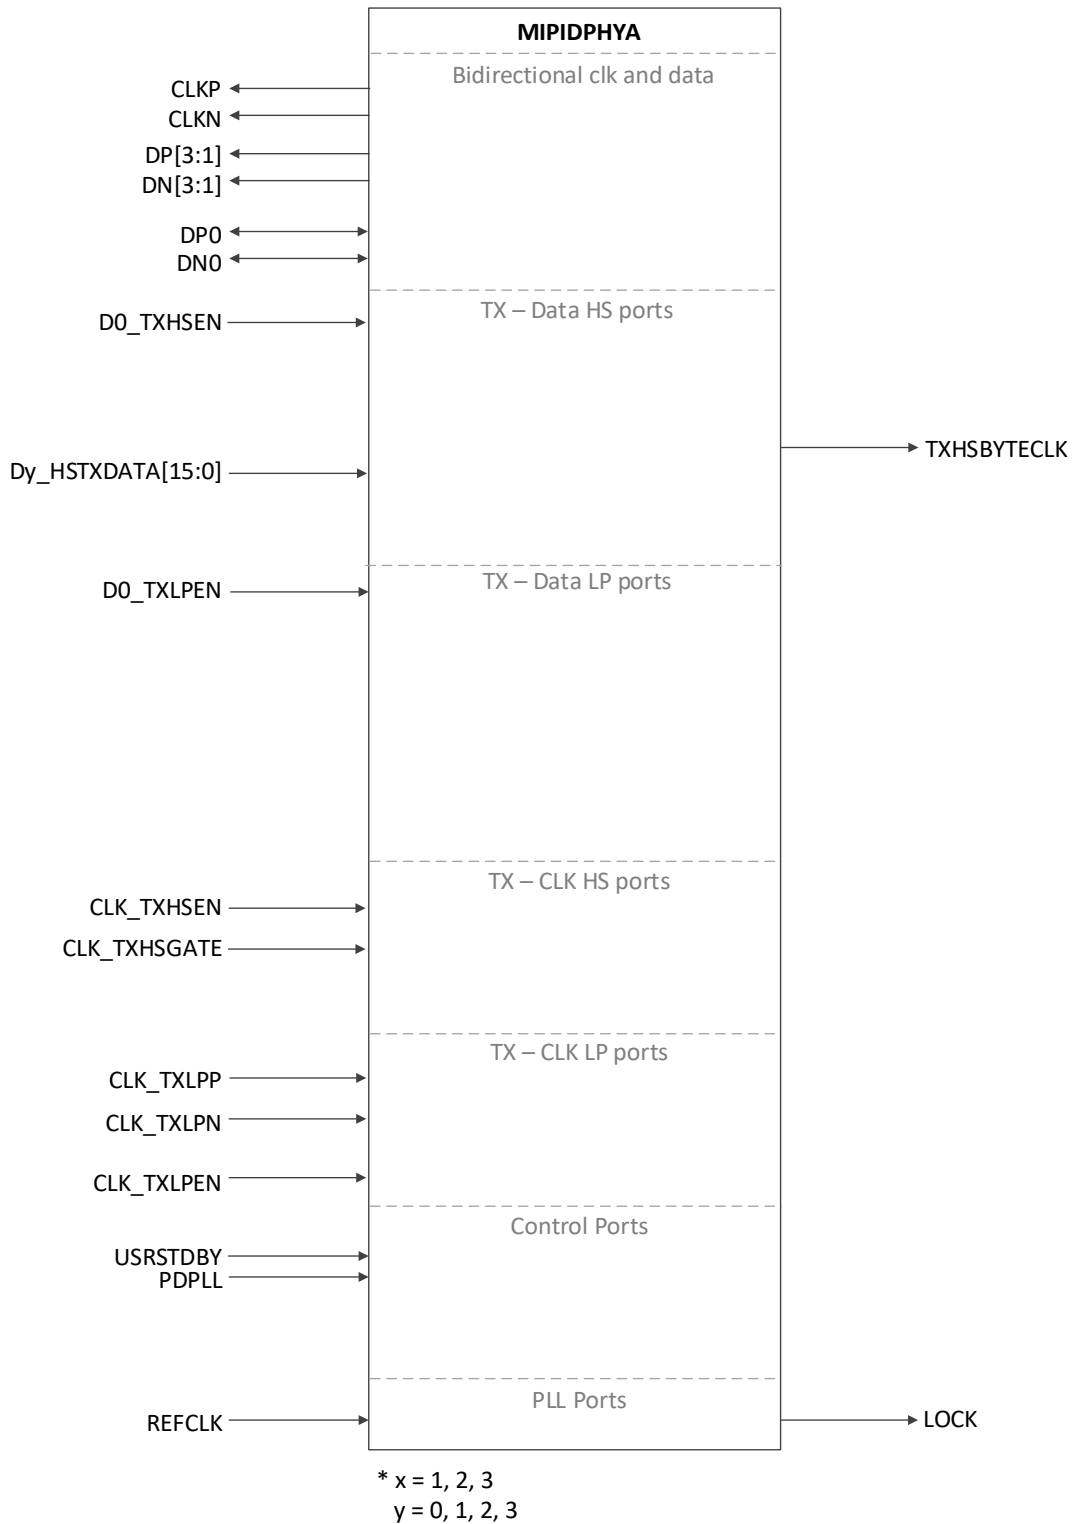 MIPIDPHYA
Bidirectional clk and data
CLKP
CLKN
DP[3:1]
DN[3:1]
DP0
DN0
TX – Data HS ports
D0_TXHSEN
TXHSBYTECLK
Dy_HSTXDATA[15:0]
TX – Data LP ports
D0_TXLPEN
TX – CLK HS ports
CLK_TXHSEN
CLK_TXHSGATE
TX – CLK LP ports
CLK_TXLPP
CLK_TXLPN
CLK_TXLPEN
Control Ports
USRSTDBY
PDPLL
PLL Ports
REFCLK
LOCK
* x = 1, 2, 3
y = 0, 1, 2, 3